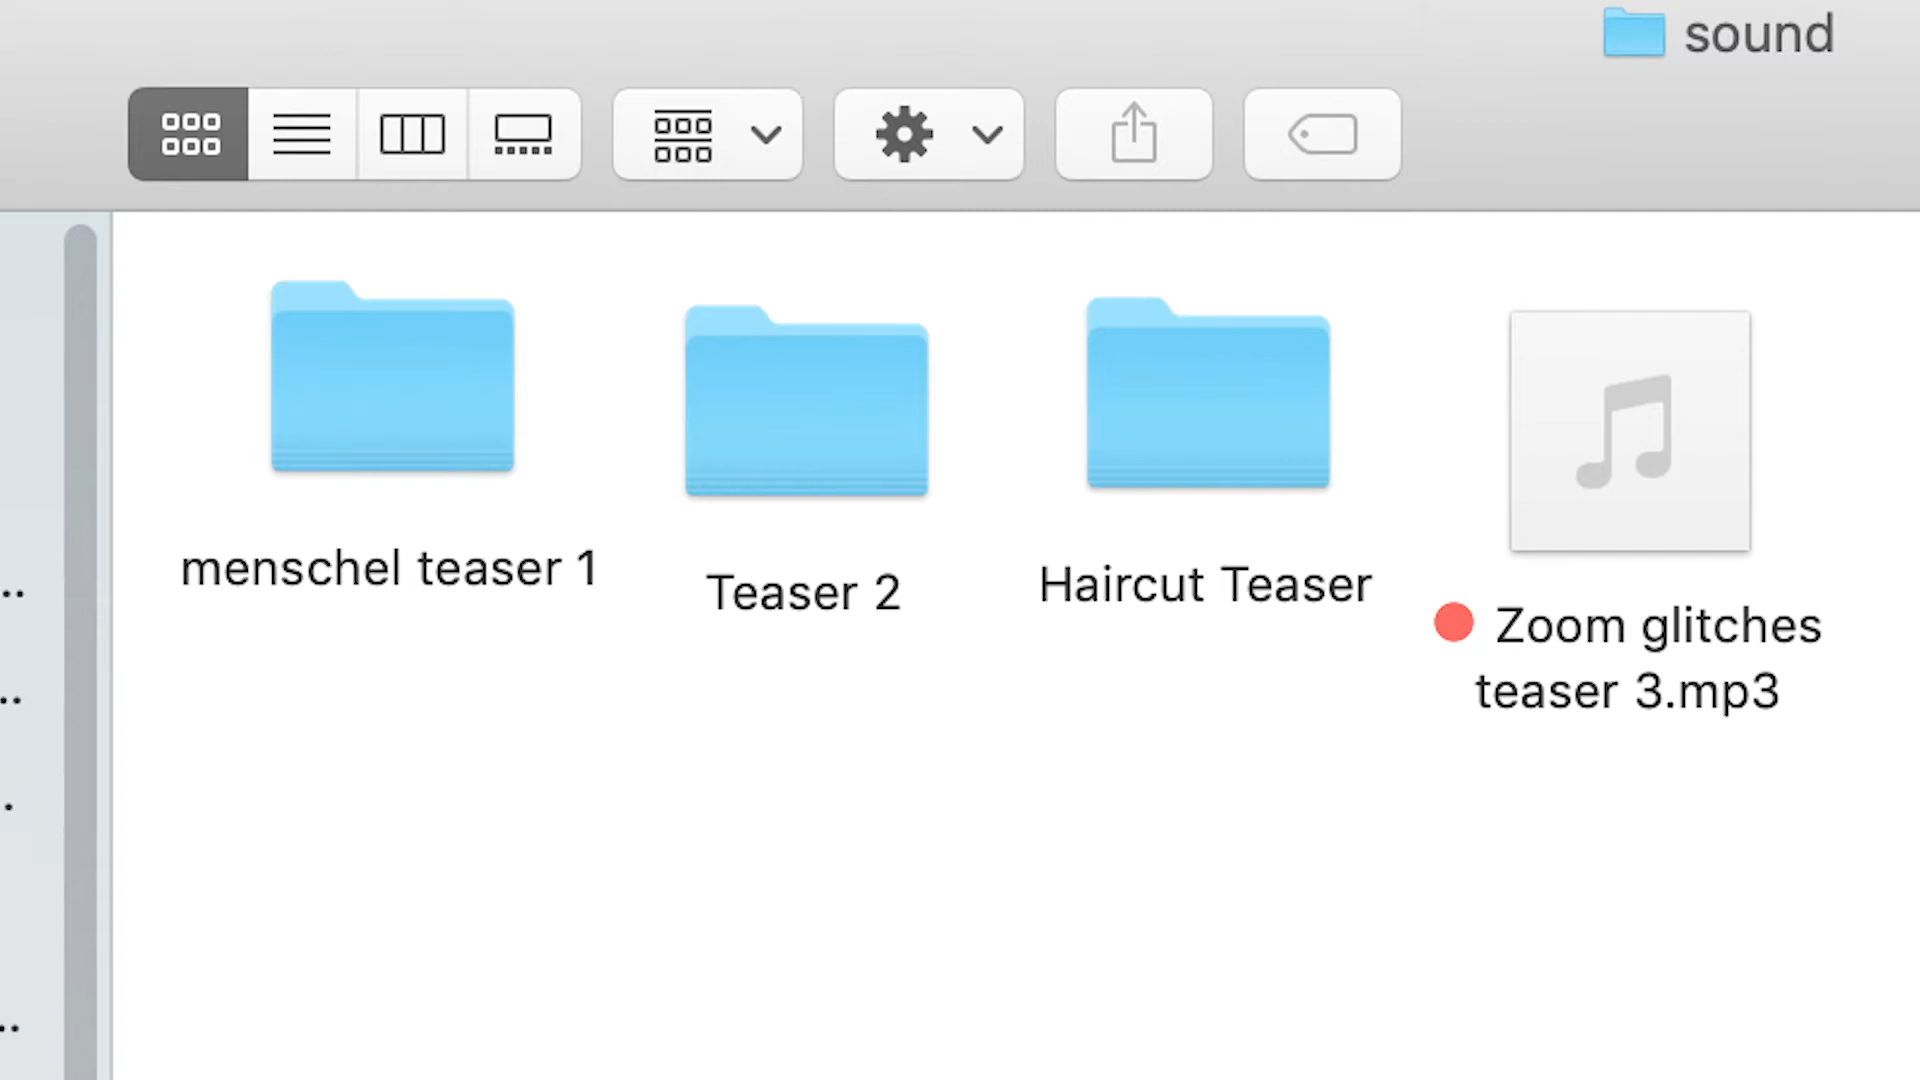 sound
menschel teaser 1
Teaser 2
Haircut Teaser
Zoom glitches
teaser 3.mp3